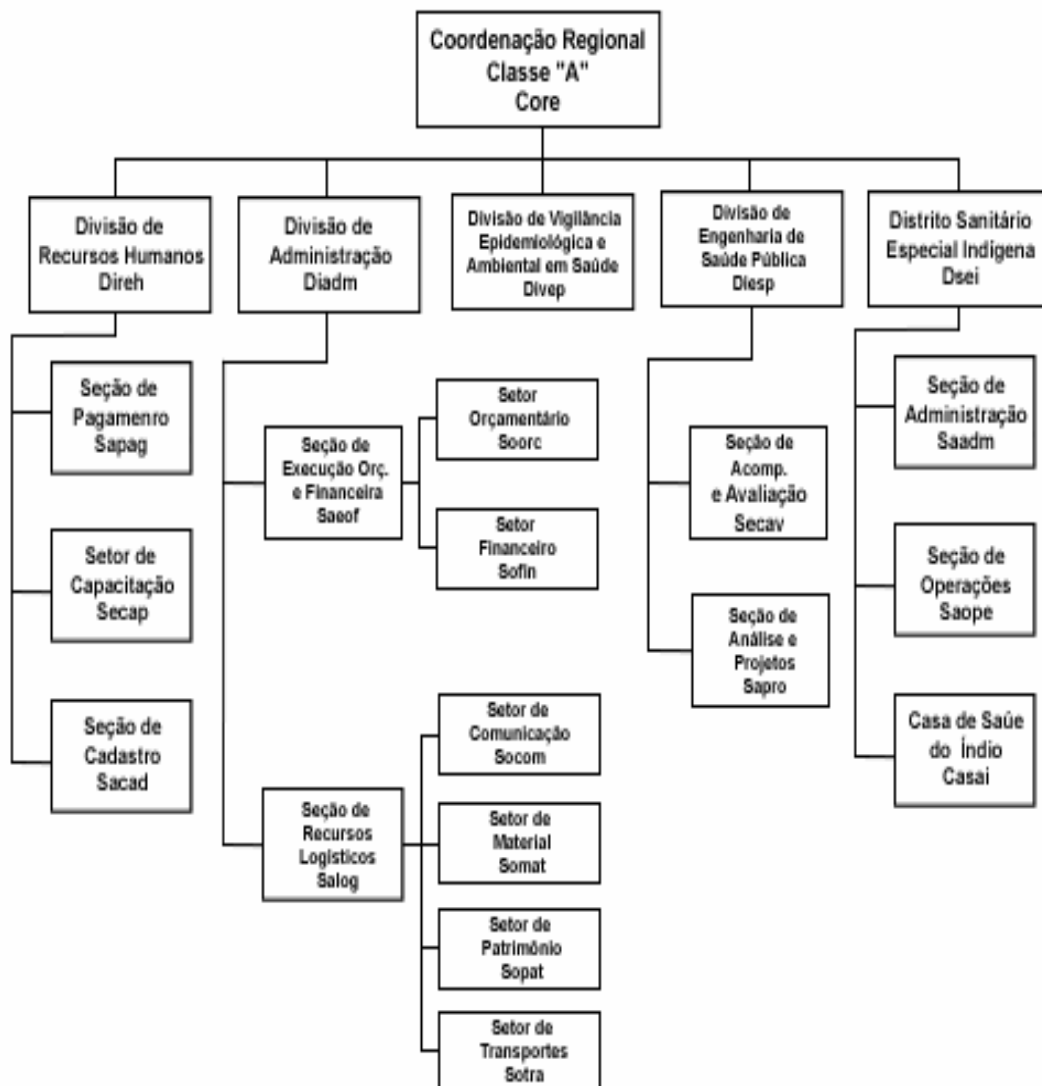 Coordenação Regional
Classe "A"
Core
Divisão de
Recursos Humanos
Direh
Divisão de
Administração
Diadm
Divisão de Vigilância
Epidemiológica e
Ambiental em Saúde
Divep
Divisão de
Engenharia de
Saúde Pública
Diesp
Distrito Sanitário
Especial Indígena
Dsei
Seção de
Pagamenro
Sapag
Setor de
Capacitação
Secap
Seção de
Cadastro
Sacad
Seção de
Execução Orç.
e Financeira
Saeof
Setor
Orçamentário
Soorc
Setor
Financeiro
Sofin
Seção de
Recursos
Logísticos
Salog
Setor de
Comunicação
Socom
Setor de
Material
Somat
Setor de
Patrimônio
Sopat
Setor de
Transportes
Sotra
Seção de
Acomp.
e Avaliação
Secav
Seção de
Análise e
Projetos
Sapro
Seção de
Administração
Saadm
Seção de
Operações
Saope
Casa de Saúe
do Índio
Casai